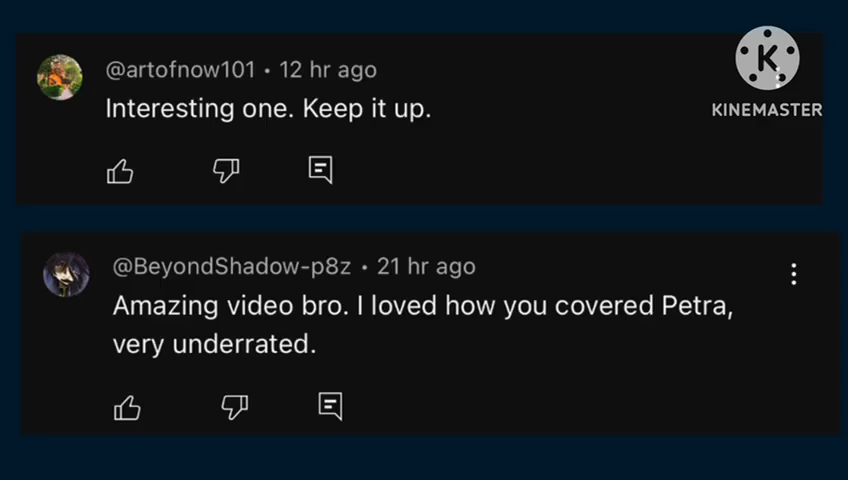 @artofnow101 • 12 hr ago
Interesting one. Keep it up.
K
KINEMASTER
@BeyondShadow-p8z • 21 hr ago
Amazing video bro. I loved how you covered Petra,
very underrated.